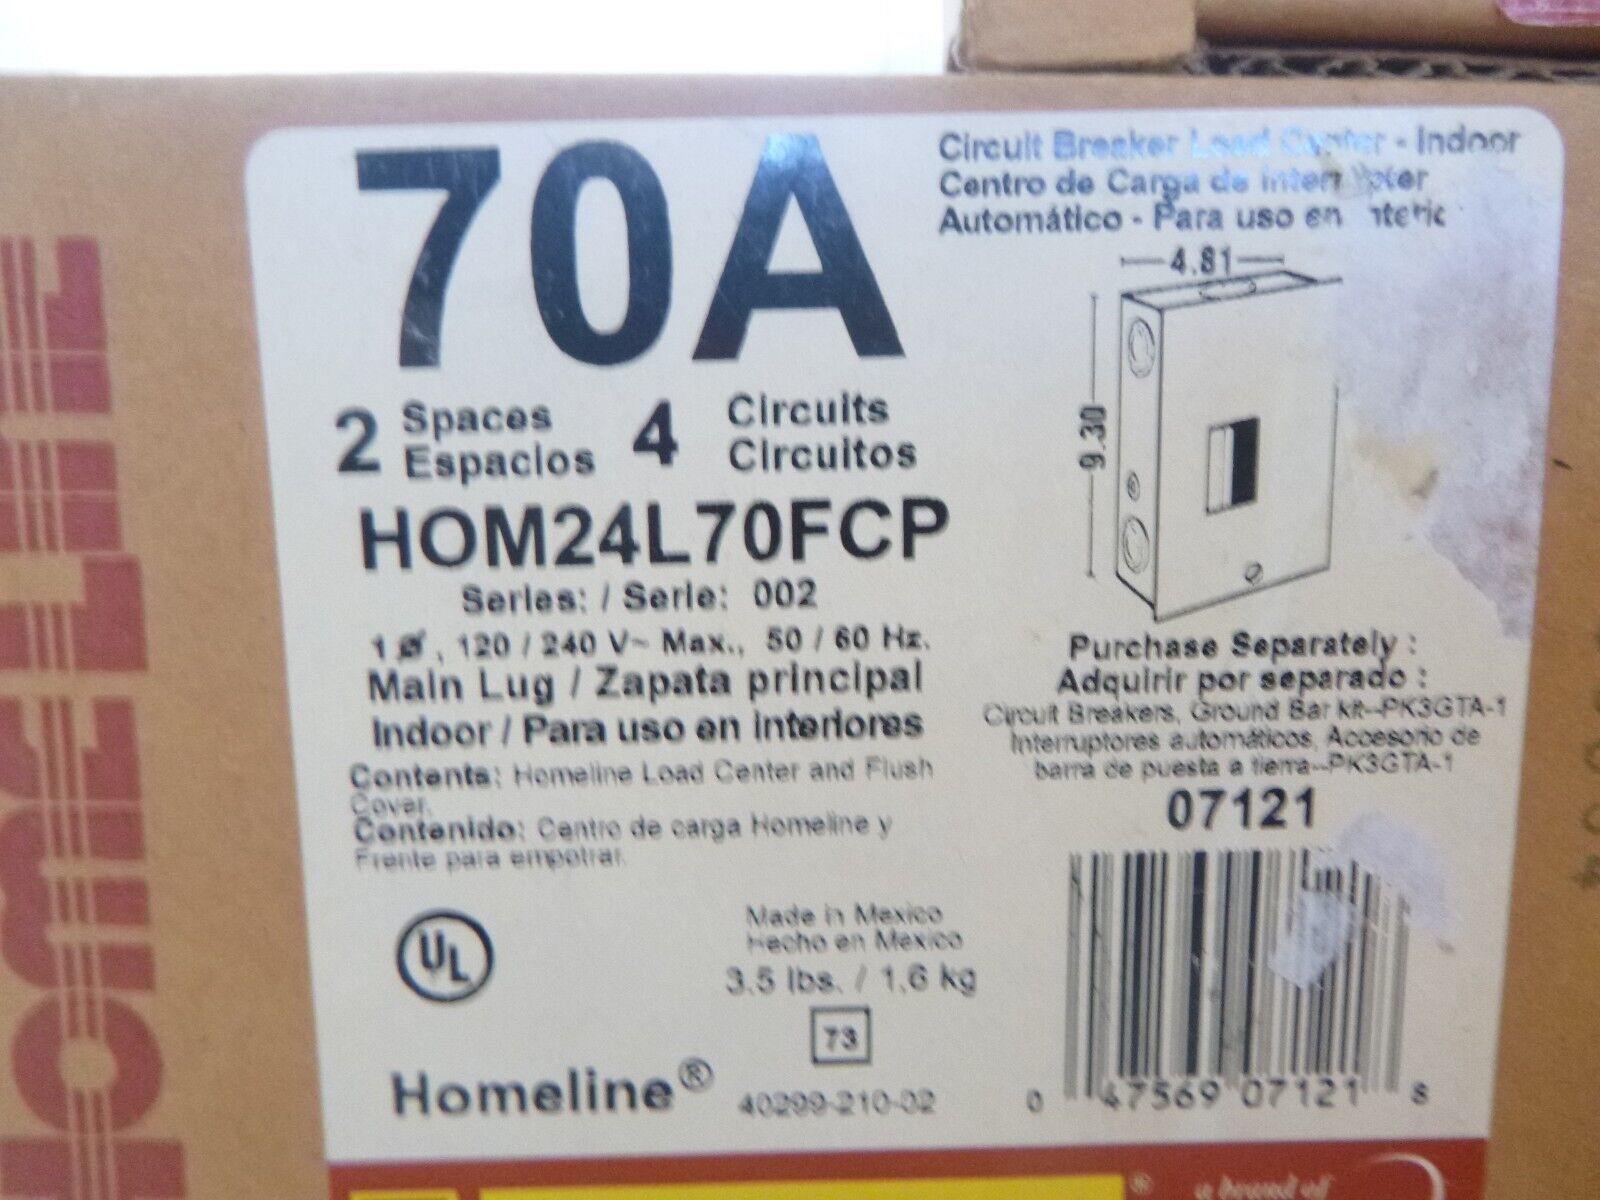 HOMELINE
70A
Circuit Breaker Load Center - Indoor
Centro de Carga de
Automático - Para uso en
4.81
9.30
2 Spaces 4 Circuits
Espacios Circuitos
HOM24L70FCP
Series: / Serie: 002
1 Ø, 120 / 240 V~ Max., 50 / 60 Hz.
Main Lug / Zapata principal
Indoor / Para uso en interiores
Contents: Homeline Load Center and Flush
Cover.
Contenido: Centro de carga Homeline y
Frente para empotrar.
Purchase Separately :
Adquirir por separado :
Circuit Breakers, Ground Bar kit--PK3GTA-1
Interruptores automáticos, Accesorio de
barra de puesta a tierra--PK3GTA-1
07121
UL
Made in Mexico
Hecho en Mexico
3.5 lbs. / 1.6 kg
73
Homeline®
40299-210-02
0 47569 07121 8
®
a brand of